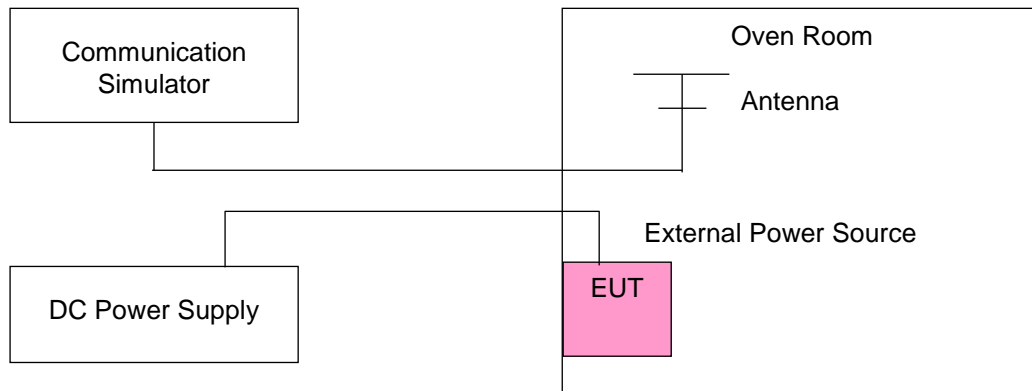 Communication
Simulator
Oven Room
Antenna
External Power Source
DC Power Supply
EUT